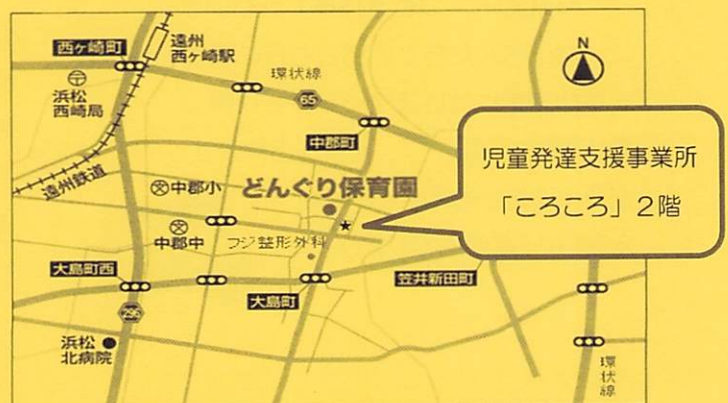 西ヶ崎町
遠州
西ヶ崎駅
浜松
西崎局
環状線
65
N
中郡町
遠州鉄道
中郡小
どんぐり保育園
中郡中
フジ整形外科
児童発達支援事業所
「ころころ」2階
大島町西
大島町
笠井新田町
296
浜松
北病院
環状線